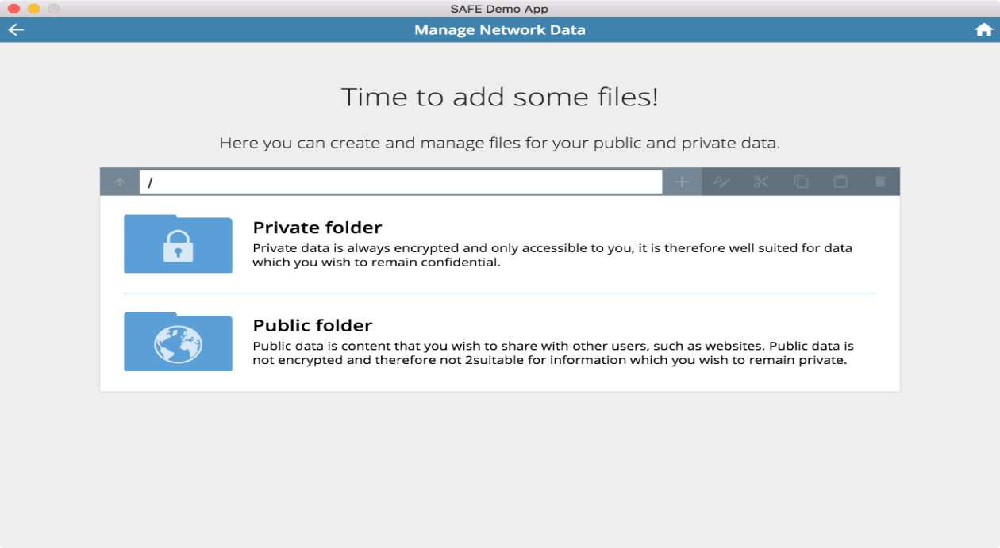 SAFE Demo App
Manage Network Data
Time to add some files!
Here you can create and manage files for your public and private data.
/
Private folder
Private data is always encrypted and only accessible to you, it is therefore well suited for data
which you wish to remain confidential.
Public folder
Public data is content that you wish to share with other users, such as websites. Public data is
not encrypted and therefore not 2suitable for information which you wish to remain private.